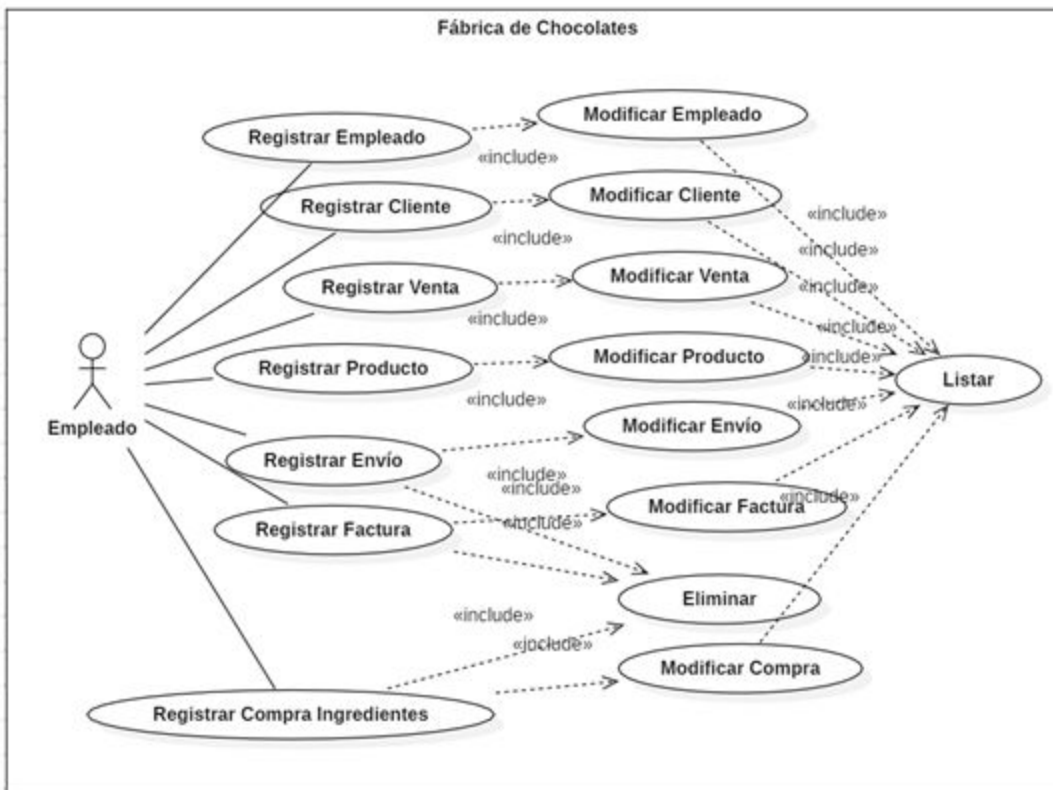 Fábrica de Chocolates
Modificar Empleado
Registrar Empleado
«include»
Modificar Cliente
Registrar Cliente
«include»
«include»
«include»
Modificar Venta
Registrar Venta
«include»
«include»
«include»
Modificar Producto
«include»
Registrar Producto
Listar
«include»
«include»
Empleado
Modificar Envío
Registrar Envío
«include»
«include»
«include»
Modificar Factura
«include»
Registrar Factura
Eliminar
«include»
«include»
Modificar Compra
Registrar Compra Ingredientes